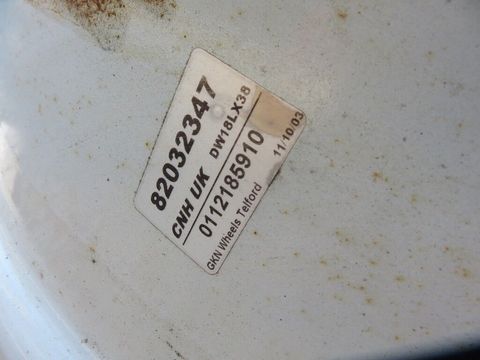 82032347
CNH UK DW18LX38
0112185910
GKN Wheels Telford 11/10/03